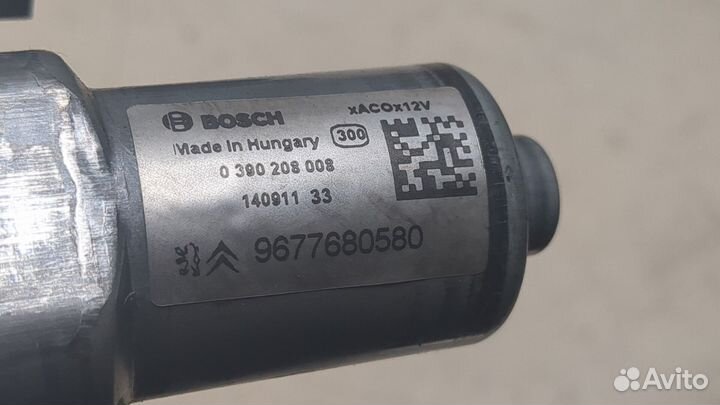 BOSCH
xACOx12V
Made in Hungary 300
0 390 208 008
140911 33
9677680580
Avito